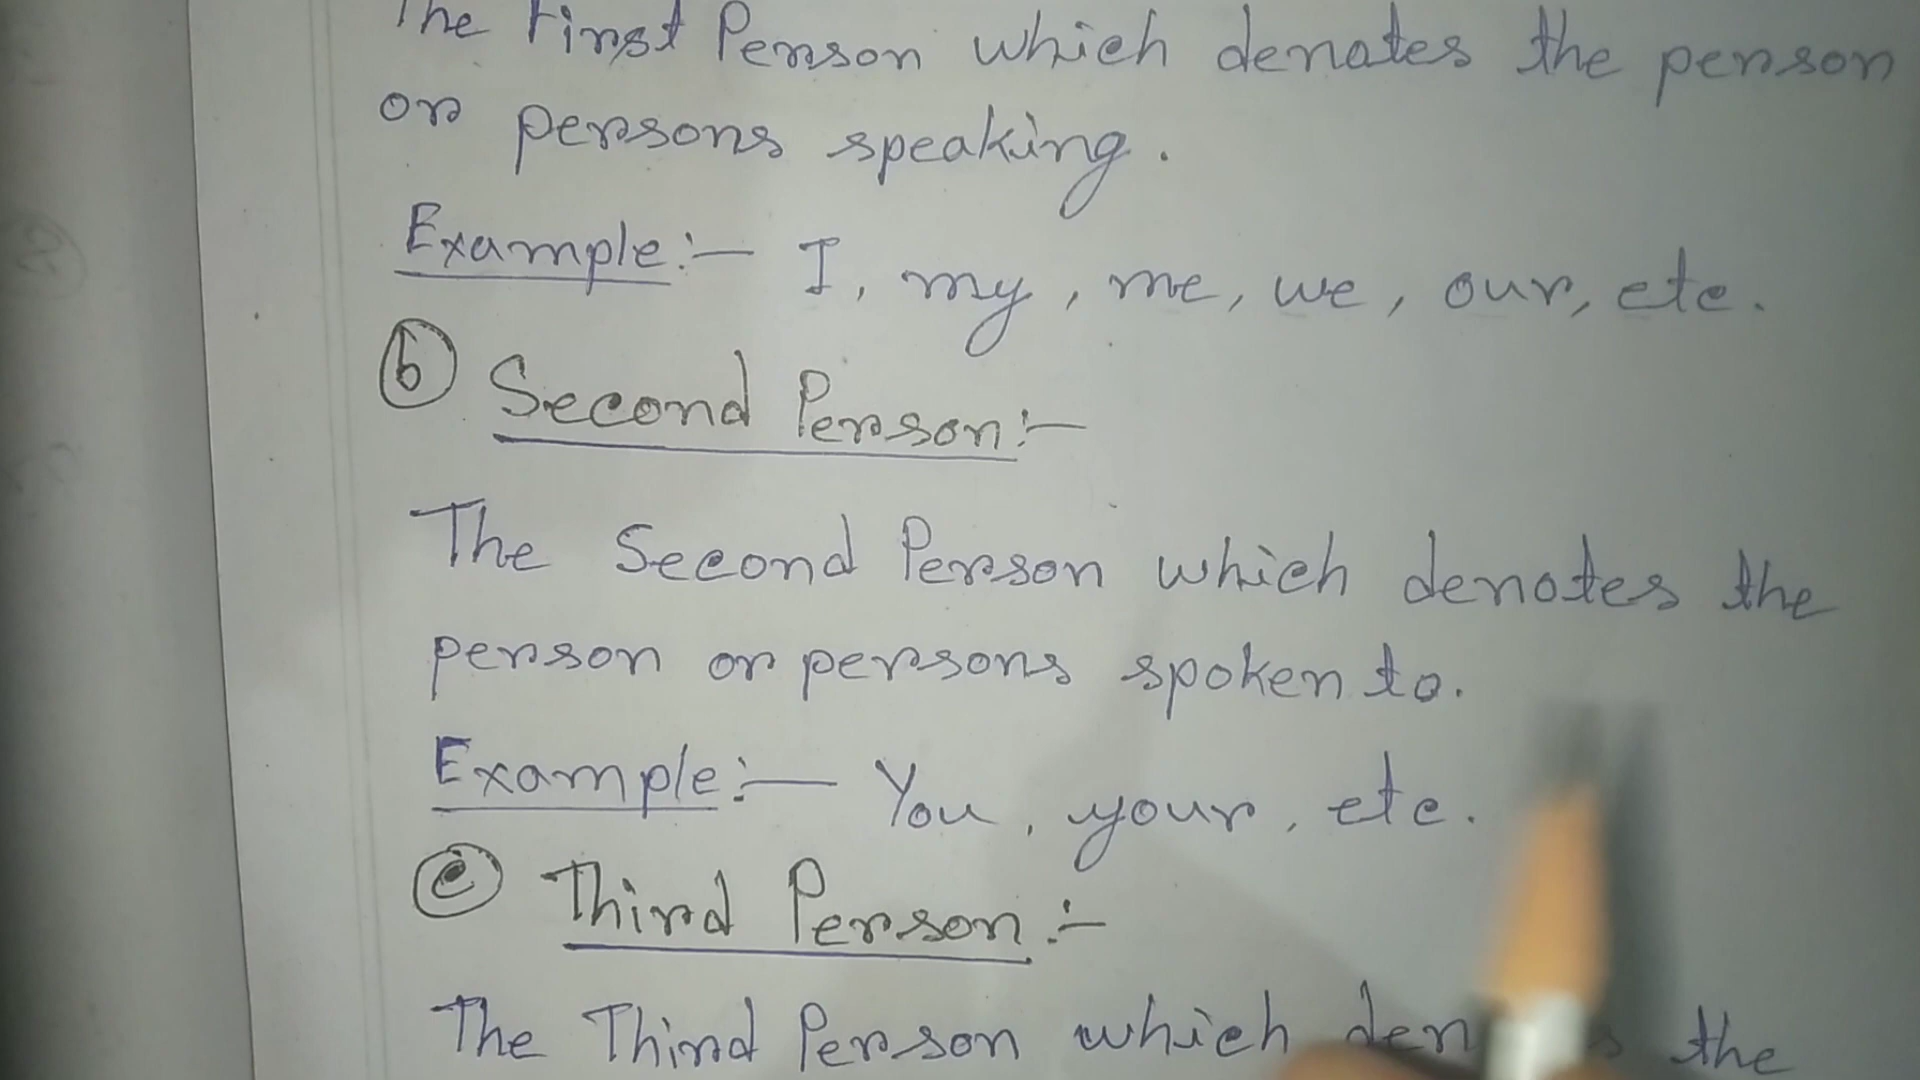 The First Person which denotes the person
or persons speaking.
Example:- I, my, me, we, our, etc.
(b) Second Person:-
The Second Person which denotes the
person or persons spoken to.
Example:- You, your, etc.
(c) Third Person:-
The Third Person which the